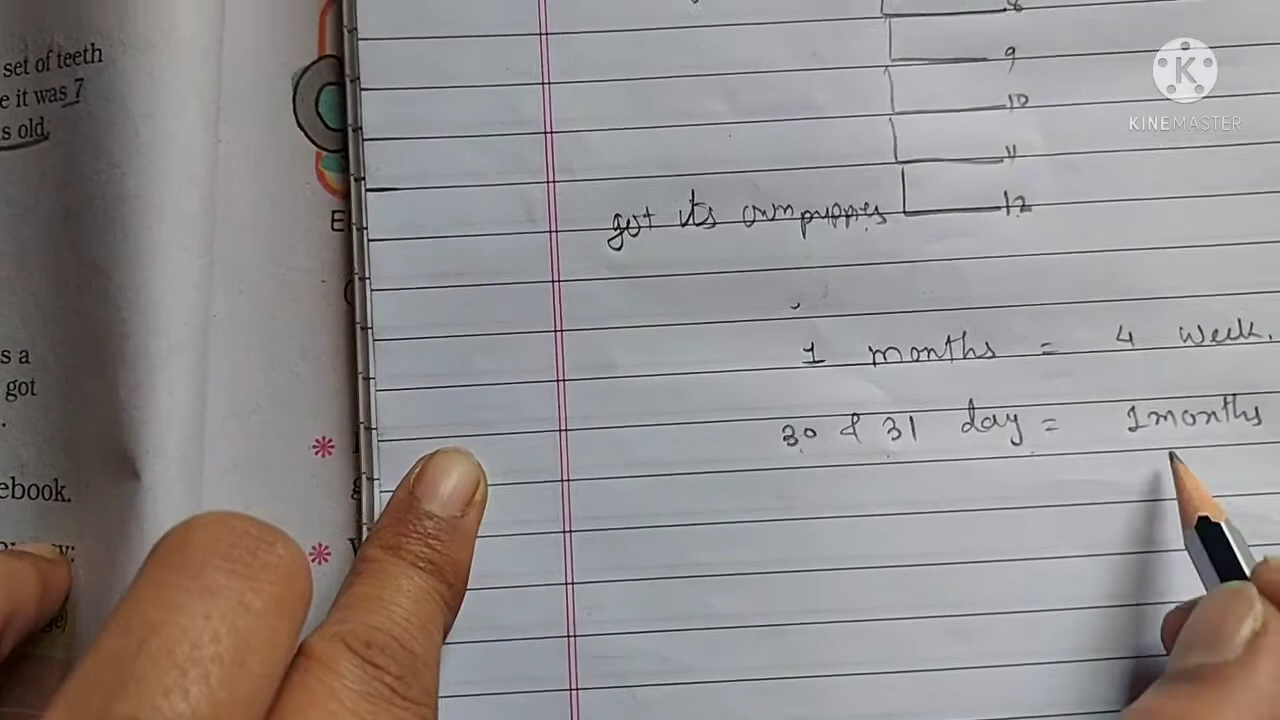 set of teeth
e it was 7
s old.
s a
got
.
ebook.
E
8
9
10
11
12
got its own puppies
1 months = 4 week.
30 & 31 day = 1 months
K
KINEMASTER